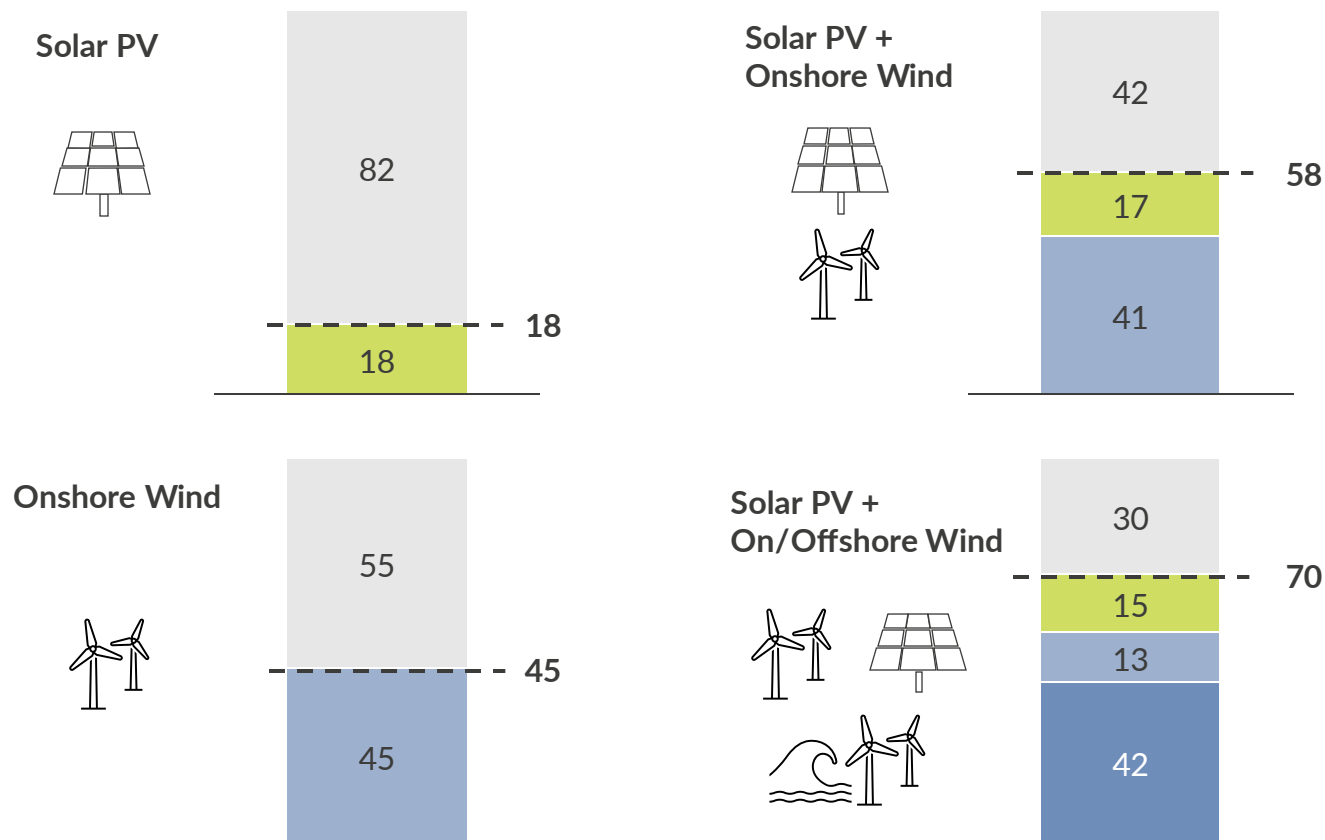 Solar PV
82
18
18
Solar PV +
Onshore Wind
42
58
17
41
Onshore Wind
55
45
45
Solar PV +
On/Offshore Wind
30
70
15
13
42